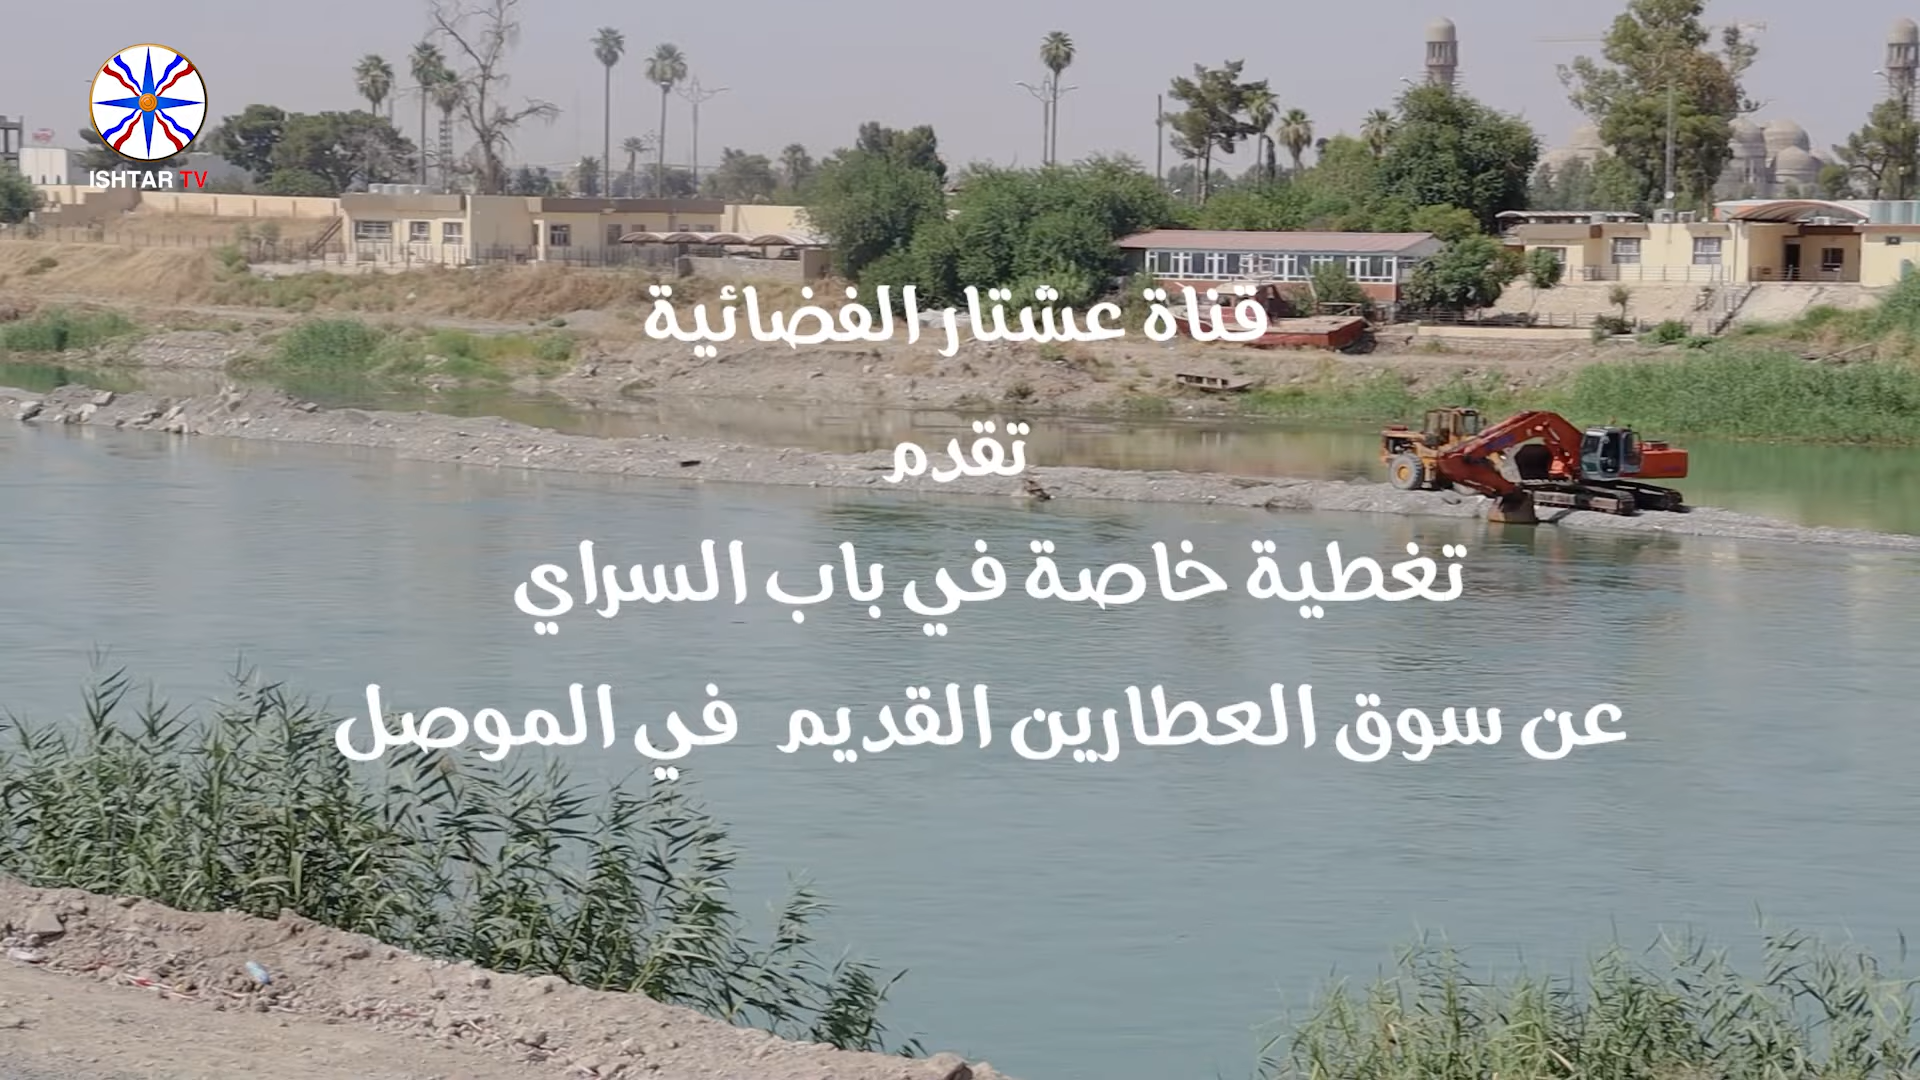 ISHTAR TV
قناة عشتار الفضائية
تقدم
تغطية خاصة في باب السراي
عن سوق العطارين القديم في الموصل